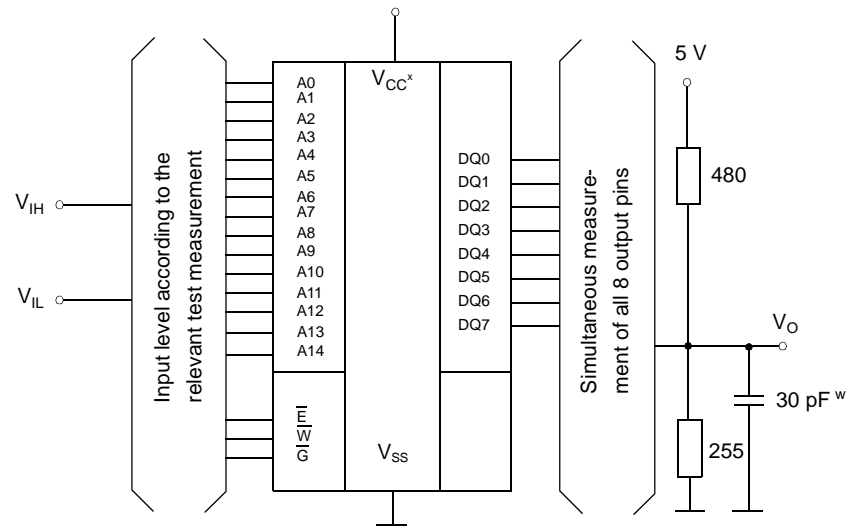 V_IH
V_IL
Input level according to the
relevant test measurement
A0
A1
A2
A3
A4
A5
A6
A7
A8
A9
A10
A11
A12
A13
A14
E̅
W̅
G̅
V_CC^x
V_SS
DQ0
DQ1
DQ2
DQ3
DQ4
DQ5
DQ6
DQ7
Simultaneous measure-
ment of all 8 output pins
5 V
480
V_O
30 pF ^w
255